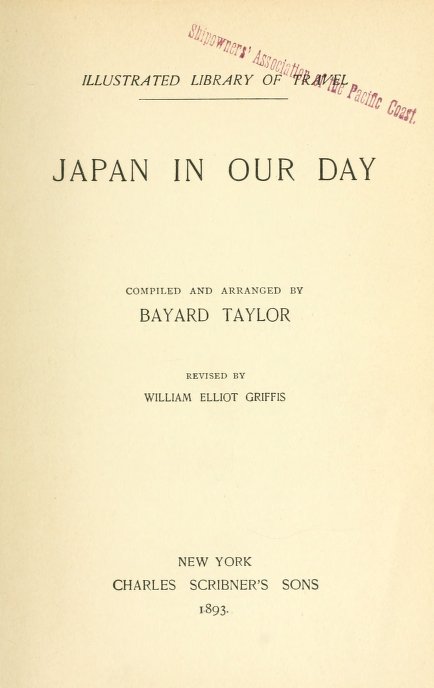 Shipowners' Association of the Pacific Coast.
ILLUSTRATED LIBRARY OF TRAVEL
JAPAN IN OUR DAY
COMPILED AND ARRANGED BY
BAYARD TAYLOR
REVISED BY
WILLIAM ELLIOT GRIFFIS
NEW YORK
CHARLES SCRIBNER'S SONS
1893.